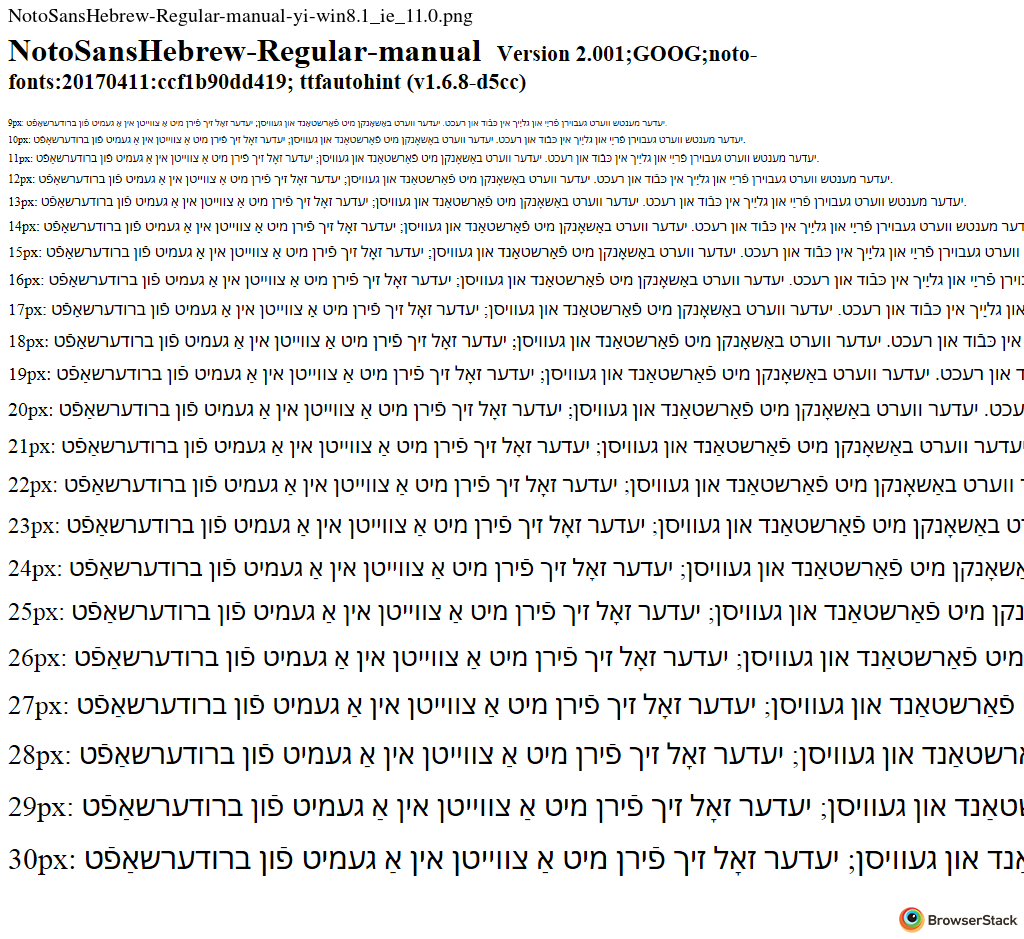 NotoSansHebrew-Regular-manual-yi-win8.1_ie_11.0.png
NotoSansHebrew-Regular-manual Version 2.001;GOOG;noto-
fonts:20170411:ccf1b90dd419; ttfautohint (v1.6.8-d5cc)
9px: יעדער מענטש ווערט געבוירן פֿרײַ און גלײַך אין כּבֿוד און רעכט. יעדער ווערט באַשאָנקן מיט פֿאַרשטאַנד און געוויסן; יעדער זאָל זיך פֿירן מיט אַ צווייטן אין אַ געמיט פֿון ברודערשאַפֿט.
10px: יעדער מענטש ווערט געבוירן פֿרײַ און גלײַך אין כּבֿוד און רעכט. יעדער ווערט באַשאָנקן מיט פֿאַרשטאַנד און געוויסן; יעדער זאָל זיך פֿירן מיט אַ צווייטן אין אַ געמיט פֿון ברודערשאַפֿט.
11px: יעדער מענטש ווערט געבוירן פֿרײַ און גלײַך אין כּבֿוד און רעכט. יעדער ווערט באַשאָנקן מיט פֿאַרשטאַנד און געוויסן; יעדער זאָל זיך פֿירן מיט אַ צווייטן אין אַ געמיט פֿון ברודערשאַפֿט.
12px: יעדער מענטש ווערט געבוירן פֿרײַ און גלײַך אין כּבֿוד און רעכט. יעדער ווערט באַשאָנקן מיט פֿאַרשטאַנד און געוויסן; יעדער זאָל זיך פֿירן מיט אַ צווייטן אין אַ געמיט פֿון ברודערשאַפֿט.
13px: יעדער מענטש ווערט געבוירן פֿרײַ און גלײַך אין כּבֿוד און רעכט. יעדער ווערט באַשאָנקן מיט פֿאַרשטאַנד און געוויסן; יעדער זאָל זיך פֿירן מיט אַ צווייטן אין אַ געמיט פֿון ברודערשאַפֿט.
14px: מענטש ווערט געבוירן פֿרײַ און גלײַך אין כּבֿוד און רעכט. יעדער ווערט באַשאָנקן מיט פֿאַרשטאַנד און געוויסן; יעדער זאָל זיך פֿירן מיט אַ צווייטן אין אַ געמיט פֿון ברודערשאַפֿט
15px: ווערט געבוירן פֿרײַ און גלײַך אין כּבֿוד און רעכט. יעדער ווערט באַשאָנקן מיט פֿאַרשטאַנד און געוויסן; יעדער זאָל זיך פֿירן מיט אַ צווייטן אין אַ געמיט פֿון ברודערשאַפֿט
16px: פֿרײַ און גלײַך אין כּבֿוד און רעכט. יעדער ווערט באַשאָנקן מיט פֿאַרשטאַנד און געוויסן; יעדער זאָל זיך פֿירן מיט אַ צווייטן אין אַ געמיט פֿון ברודערשאַפֿט
17px: און גלײַך אין כּבֿוד און רעכט. יעדער ווערט באַשאָנקן מיט פֿאַרשטאַנד און געוויסן; יעדער זאָל זיך פֿירן מיט אַ צווייטן אין אַ געמיט פֿון ברודערשאַפֿט
18px: אין כּבֿוד און רעכט. יעדער ווערט באַשאָנקן מיט פֿאַרשטאַנד און געוויסן; יעדער זאָל זיך פֿירן מיט אַ צווייטן אין אַ געמיט פֿון ברודערשאַפֿט
19px: און רעכט. יעדער ווערט באַשאָנקן מיט פֿאַרשטאַנד און געוויסן; יעדער זאָל זיך פֿירן מיט אַ צווייטן אין אַ געמיט פֿון ברודערשאַפֿט
20px: יעדער ווערט באַשאָנקן מיט פֿאַרשטאַנד און געוויסן; יעדער זאָל זיך פֿירן מיט אַ צווייטן אין אַ געמיט פֿון ברודערשאַפֿט
21px: ווערט באַשאָנקן מיט פֿאַרשטאַנד און געוויסן; יעדער זאָל זיך פֿירן מיט אַ צווייטן אין אַ געמיט פֿון ברודערשאַפֿט
22px: ווערט באַשאָנקן מיט פֿאַרשטאַנד און געוויסן; יעדער זאָל זיך פֿירן מיט אַ צווייטן אין אַ געמיט פֿון ברודערשאַפֿט
23px: באַשאָנקן מיט פֿאַרשטאַנד און געוויסן; יעדער זאָל זיך פֿירן מיט אַ צווייטן אין אַ געמיט פֿון ברודערשאַפֿט
24px: מיט פֿאַרשטאַנד און געוויסן; יעדער זאָל זיך פֿירן מיט אַ צווייטן אין אַ געמיט פֿון ברודערשאַפֿט
25px: מיט פֿאַרשטאַנד און געוויסן; יעדער זאָל זיך פֿירן מיט אַ צווייטן אין אַ געמיט פֿון ברודערשאַפֿט
26px: מיט פֿאַרשטאַנד און געוויסן; יעדער זאָל זיך פֿירן מיט אַ צווייטן אין אַ געמיט פֿון ברודערשאַפֿט
27px: פֿאַרשטאַנד און געוויסן; יעדער זאָל זיך פֿירן מיט אַ צווייטן אין אַ געמיט פֿון ברודערשאַפֿט
28px: און געוויסן; יעדער זאָל זיך פֿירן מיט אַ צווייטן אין אַ געמיט פֿון ברודערשאַפֿט
29px: און געוויסן; יעדער זאָל זיך פֿירן מיט אַ צווייטן אין אַ געמיט פֿון ברודערשאַפֿט
30px: און געוויסן; יעדער זאָל זיך פֿירן מיט אַ צווייטן אין אַ געמיט פֿון ברודערשאַפֿט
BrowserStack